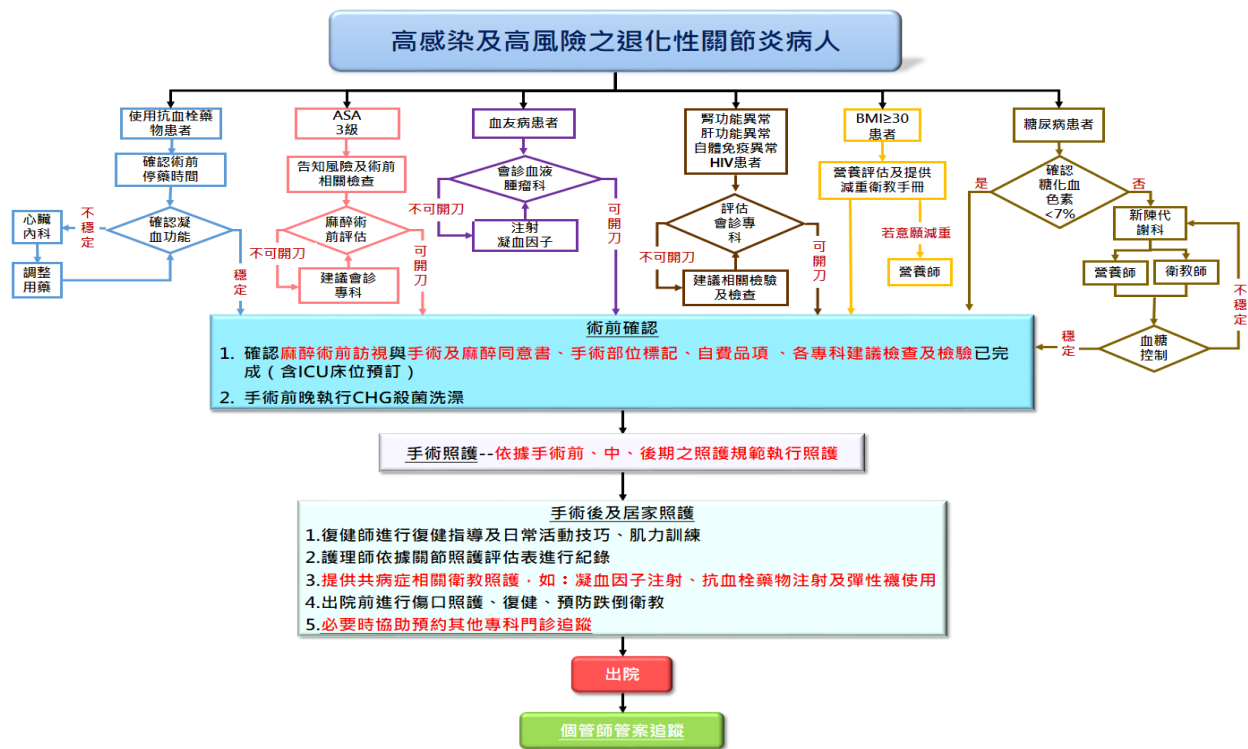 高感染及高風險之退化性關節炎病人
使用抗血栓藥
物患者
確認術前
停藥時間
確認凝
血功能
不穩定
心臟
內科
調整
用藥
穩定
ASA
3級
告知風險及術前
相關檢查
麻醉術
前評估
不可開刀
建議會診
專科
可開刀
血友病患者
會診血液
腫瘤科
不可開刀
注射
凝血因子
可開刀
腎功能異常
肝功能異常
自體免疫異常
HIV患者
評估
會診專
科
不可開刀
建議相關檢驗
及檢查
可開刀
BMI≥30
患者
營養評估及提供
減重衛教手冊
若意願減重
營養師
糖尿病患者
確認
糖化血
色素
<7%
是
否
新陳代
謝科
營養師
衛教師
血糖
控制
不穩定
穩定
術前確認
1. 確認麻醉術前訪視與手術及麻醉同意書、手術部位標記、自費品項 、各專科建議檢查及檢驗已完
成（含ICU床位預訂）
2. 手術前晚執行CHG殺菌洗澡
手術照護--依據手術前、中、後期之照護規範執行照護
手術後及居家照護
1.復健師進行復健指導及日常活動技巧、肌力訓練
2.護理師依據關節照護評估表進行紀錄
3.提供共病症相關衛教照護，如：凝血因子注射、抗血栓藥物注射及彈性襪使用
4.出院前進行傷口照護、復健、預防跌倒衛教
5.必要時協助預約其他專科門診追蹤
出院
個管師管案追蹤